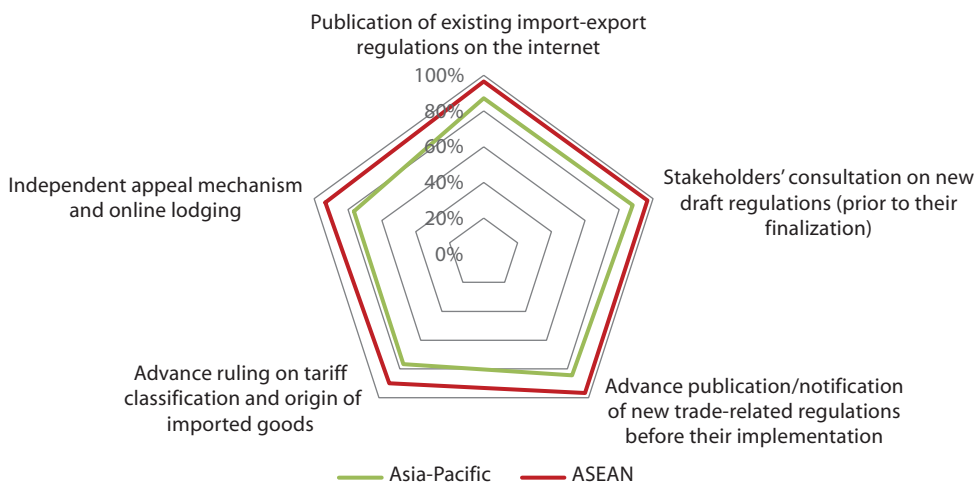 Publication of existing import-export
regulations on the internet
100%
80%
60%
40%
20%
0%
Stakeholders’ consultation on new
draft regulations (prior to their
finalization)
Advance publication/notification
of new trade-related regulations
before their implementation
Advance ruling on tariff
classification and origin of
imported goods
Independent appeal mechanism
and online lodging
Asia-Pacific
ASEAN